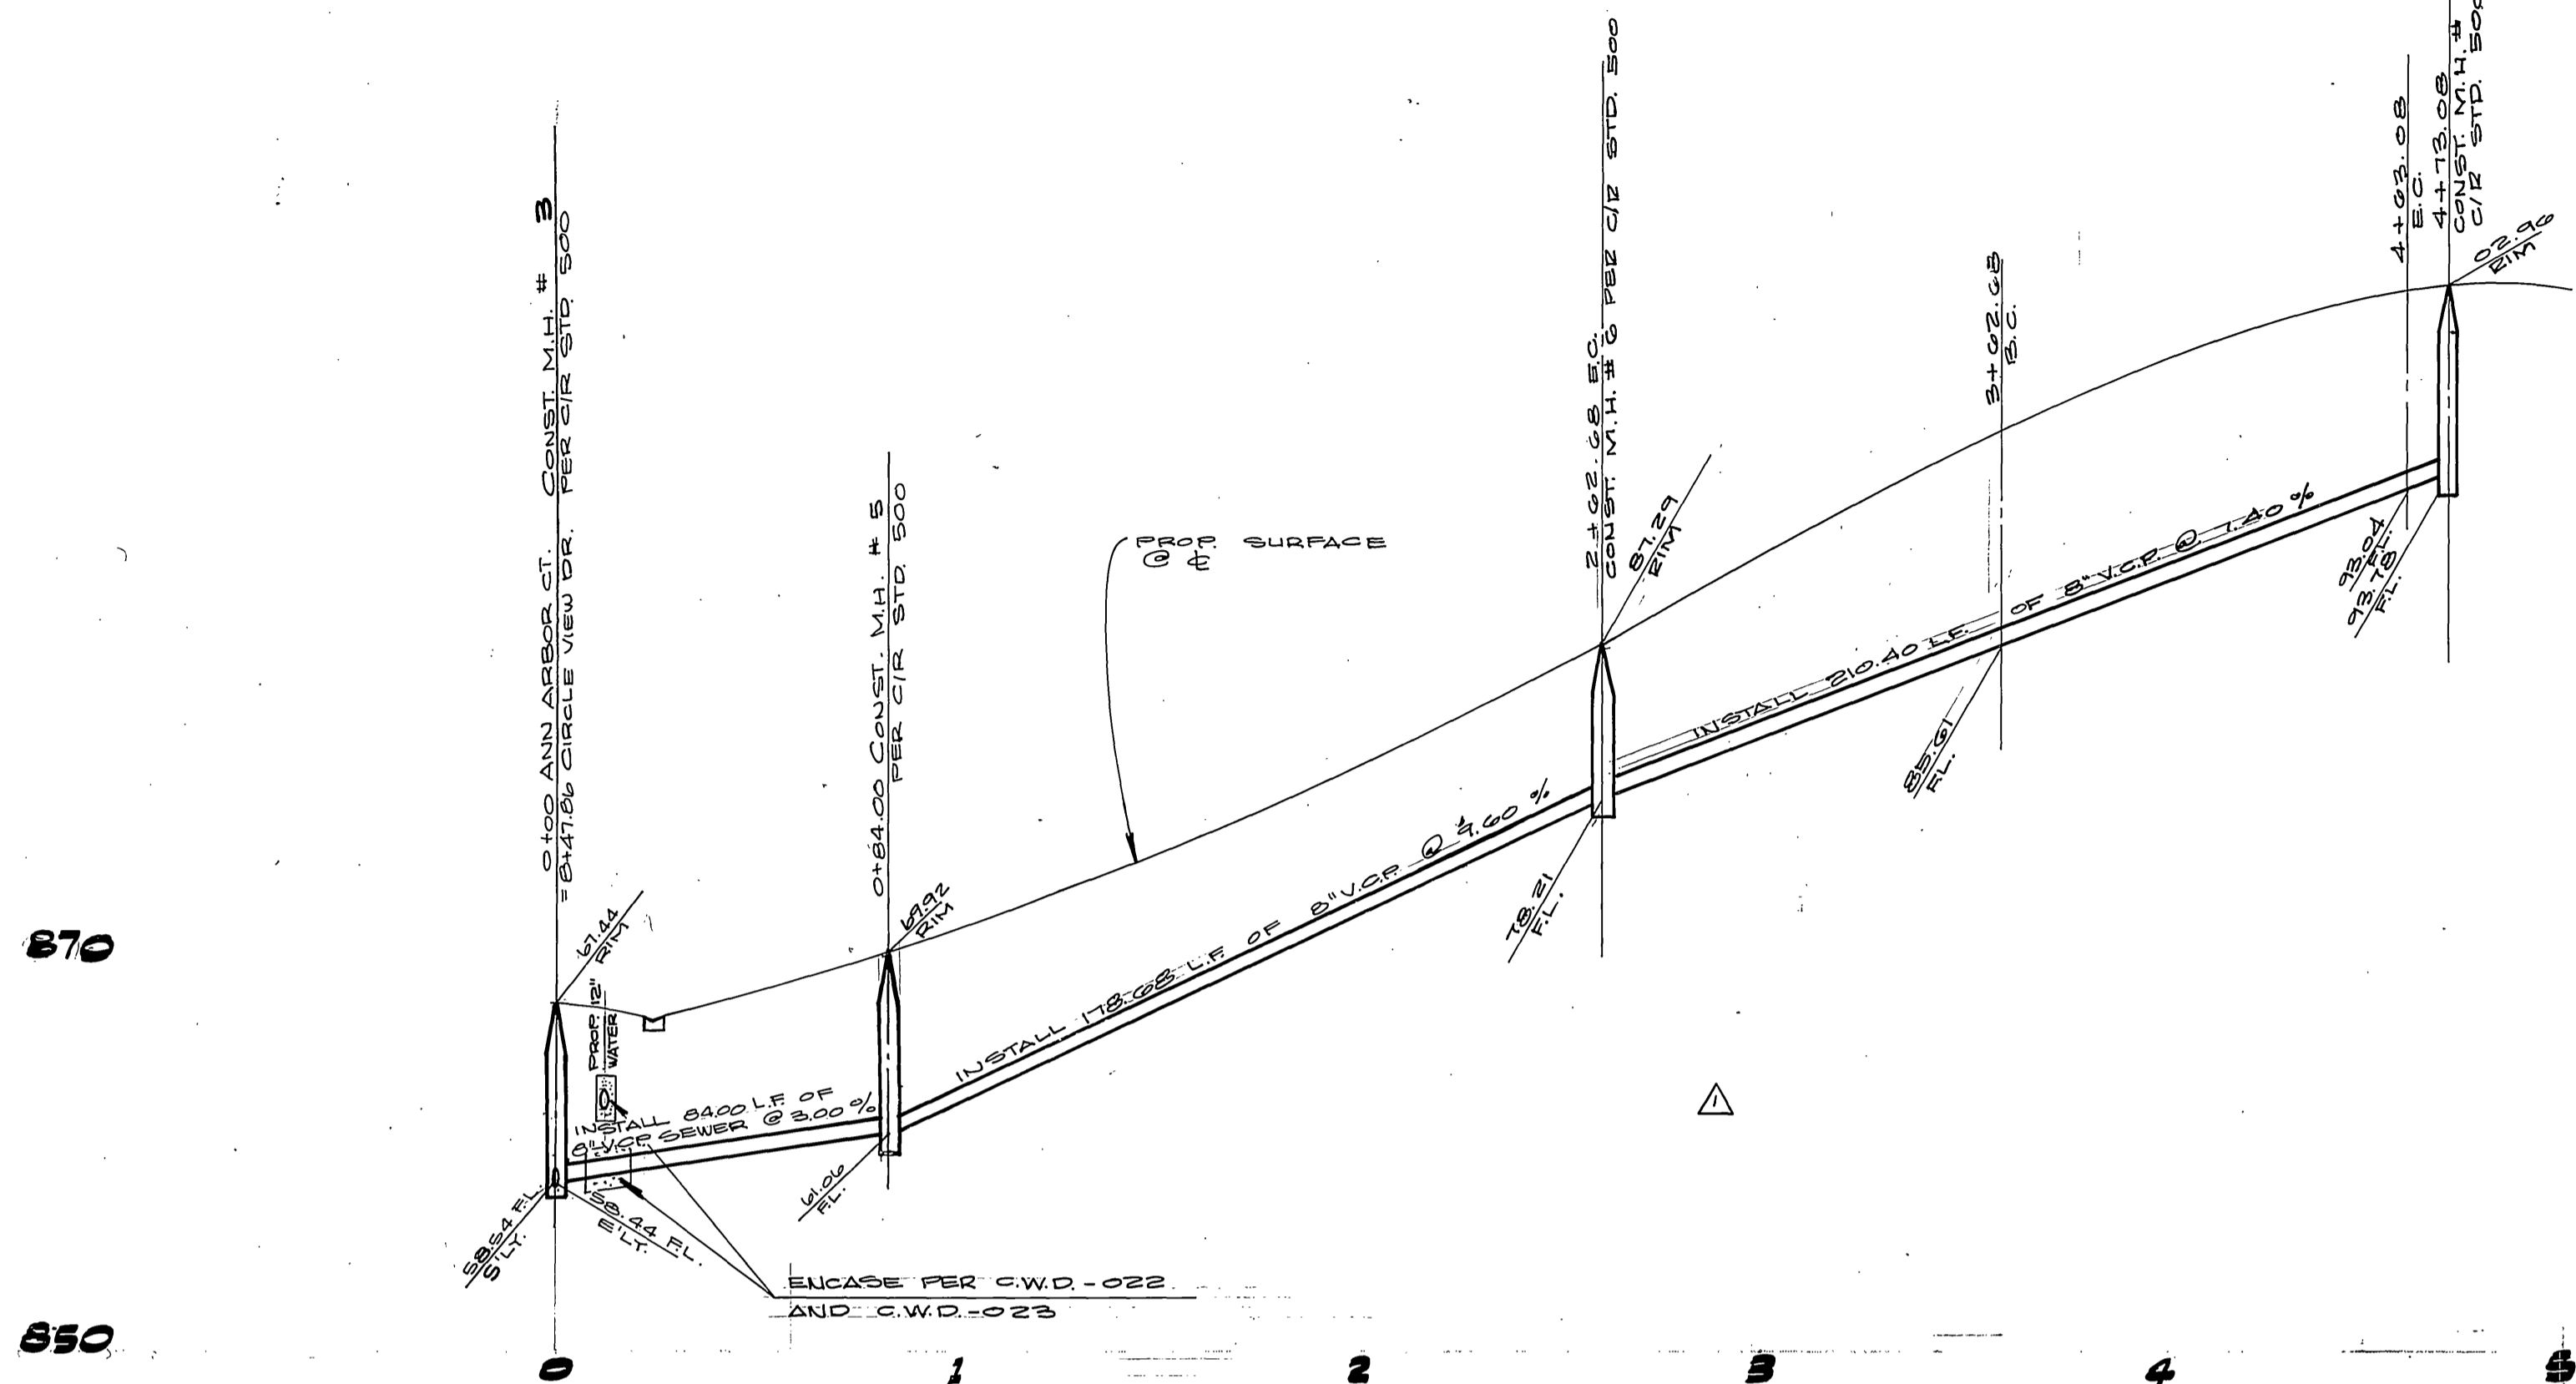 0+00 ANN ARBOR CT. CONST. M.H. # 3
=8+47.86 CIRCLE VIEW DR. PER C/R STD. 500
0+84.00 CONST. M.H. # 5
PER C/R STD. 500
2+62.68 E.C.
CONST. M.H. # 6 PER C/R STD. 500
3+62.68
B.C.
4+63.08
E.C.
4+73.08
CONST. M.H. #
C/R STD. 500
02.96
RIM
PROP. SURFACE
@ ℄
87.29
RIM
67.44
RIM
69.92
RIM
870
PROP. 12"
WATER
INSTALL 84.00 L.F. OF
8" V.C.P. SEWER @ 3.00 %
INSTALL 178.68 L.F. OF 8" V.C.P. @ 9.60 %
INSTALL 210.40 L.F. OF 8" V.C.P. @ 7.40 %
93.04
F.L.
93.78
F.L.
85.61
F.L.
78.21
F.L.
61.06
F.L.
58.54 F.L.
S'LY.
58.44 F.L.
E'LY.
1
ENCASE PER C.W.D.-022
AND C.W.D.-023
850
0 1 2 3 4 5